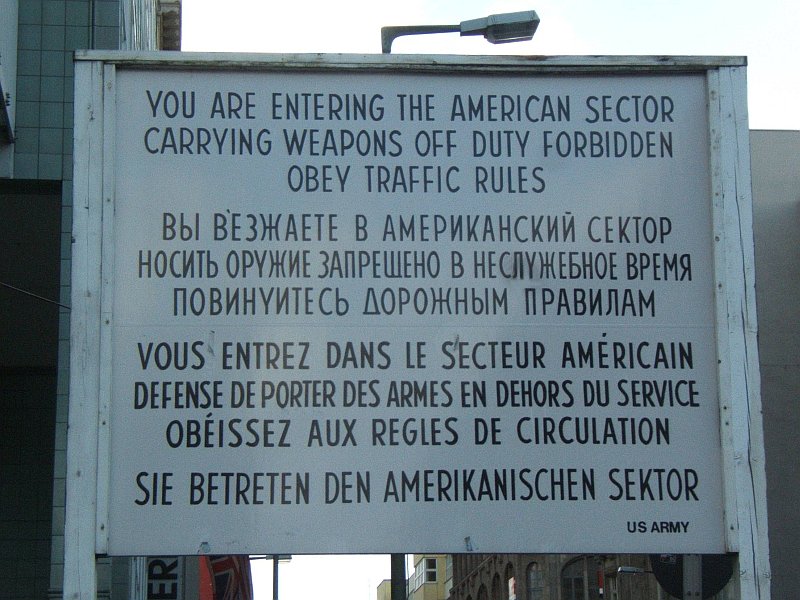 YOU ARE ENTERING THE AMERICAN SECTOR
CARRYING WEAPONS OFF DUTY FORBIDDEN
OBEY TRAFFIC RULES
ВЫ В'ЕЗЖАЕТЕ В АМЕРИКАНСКИЙ СЕКТОР
НОСИТЬ ОРУЖИЕ ЗАПРЕЩЕНО В НЕСЛУЖЕБНОЕ ВРЕМЯ
ПОВИНУИТЕСЬ ДОРОЖНЫМ ПРАВИЛАМ
VOUS ENTREZ DANS LE SECTEUR AMÉRICAIN
DEFENSE DE PORTER DES ARMES EN DEHORS DU SERVICE
OBÉISSEZ AUX REGLES DE CIRCULATION
SIE BETRETEN DEN AMERIKANISCHEN SEKTOR
US ARMY